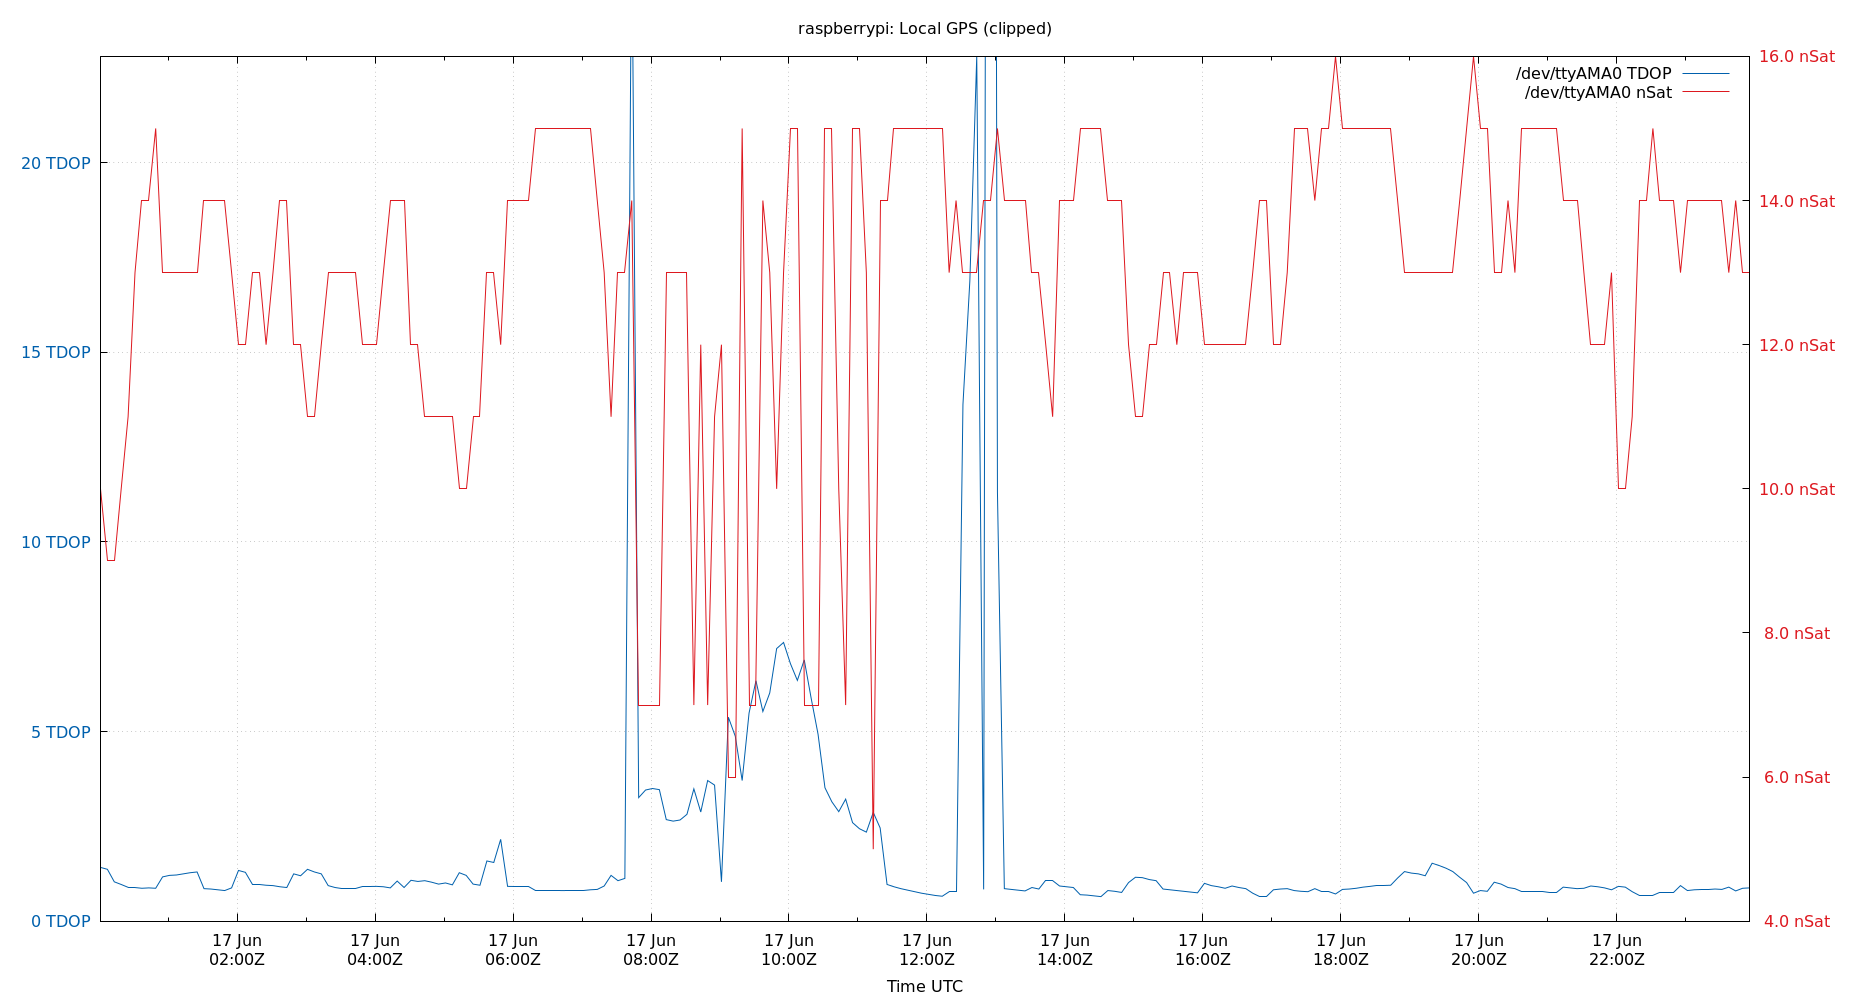 raspberrypi: Local GPS (clipped)
/dev/ttyAMA0 TDOP
/dev/ttyAMA0 nSat
20 TDOP
15 TDOP
10 TDOP
5 TDOP
0 TDOP
16.0 nSat
14.0 nSat
12.0 nSat
10.0 nSat
8.0 nSat
6.0 nSat
4.0 nSat
17 Jun 17 Jun 17 Jun 17 Jun 17 Jun 17 Jun 17 Jun 17 Jun 17 Jun 17 Jun 17 Jun
02:00Z 04:00Z 06:00Z 08:00Z 10:00Z 12:00Z 14:00Z 16:00Z 18:00Z 20:00Z 22:00Z
Time UTC